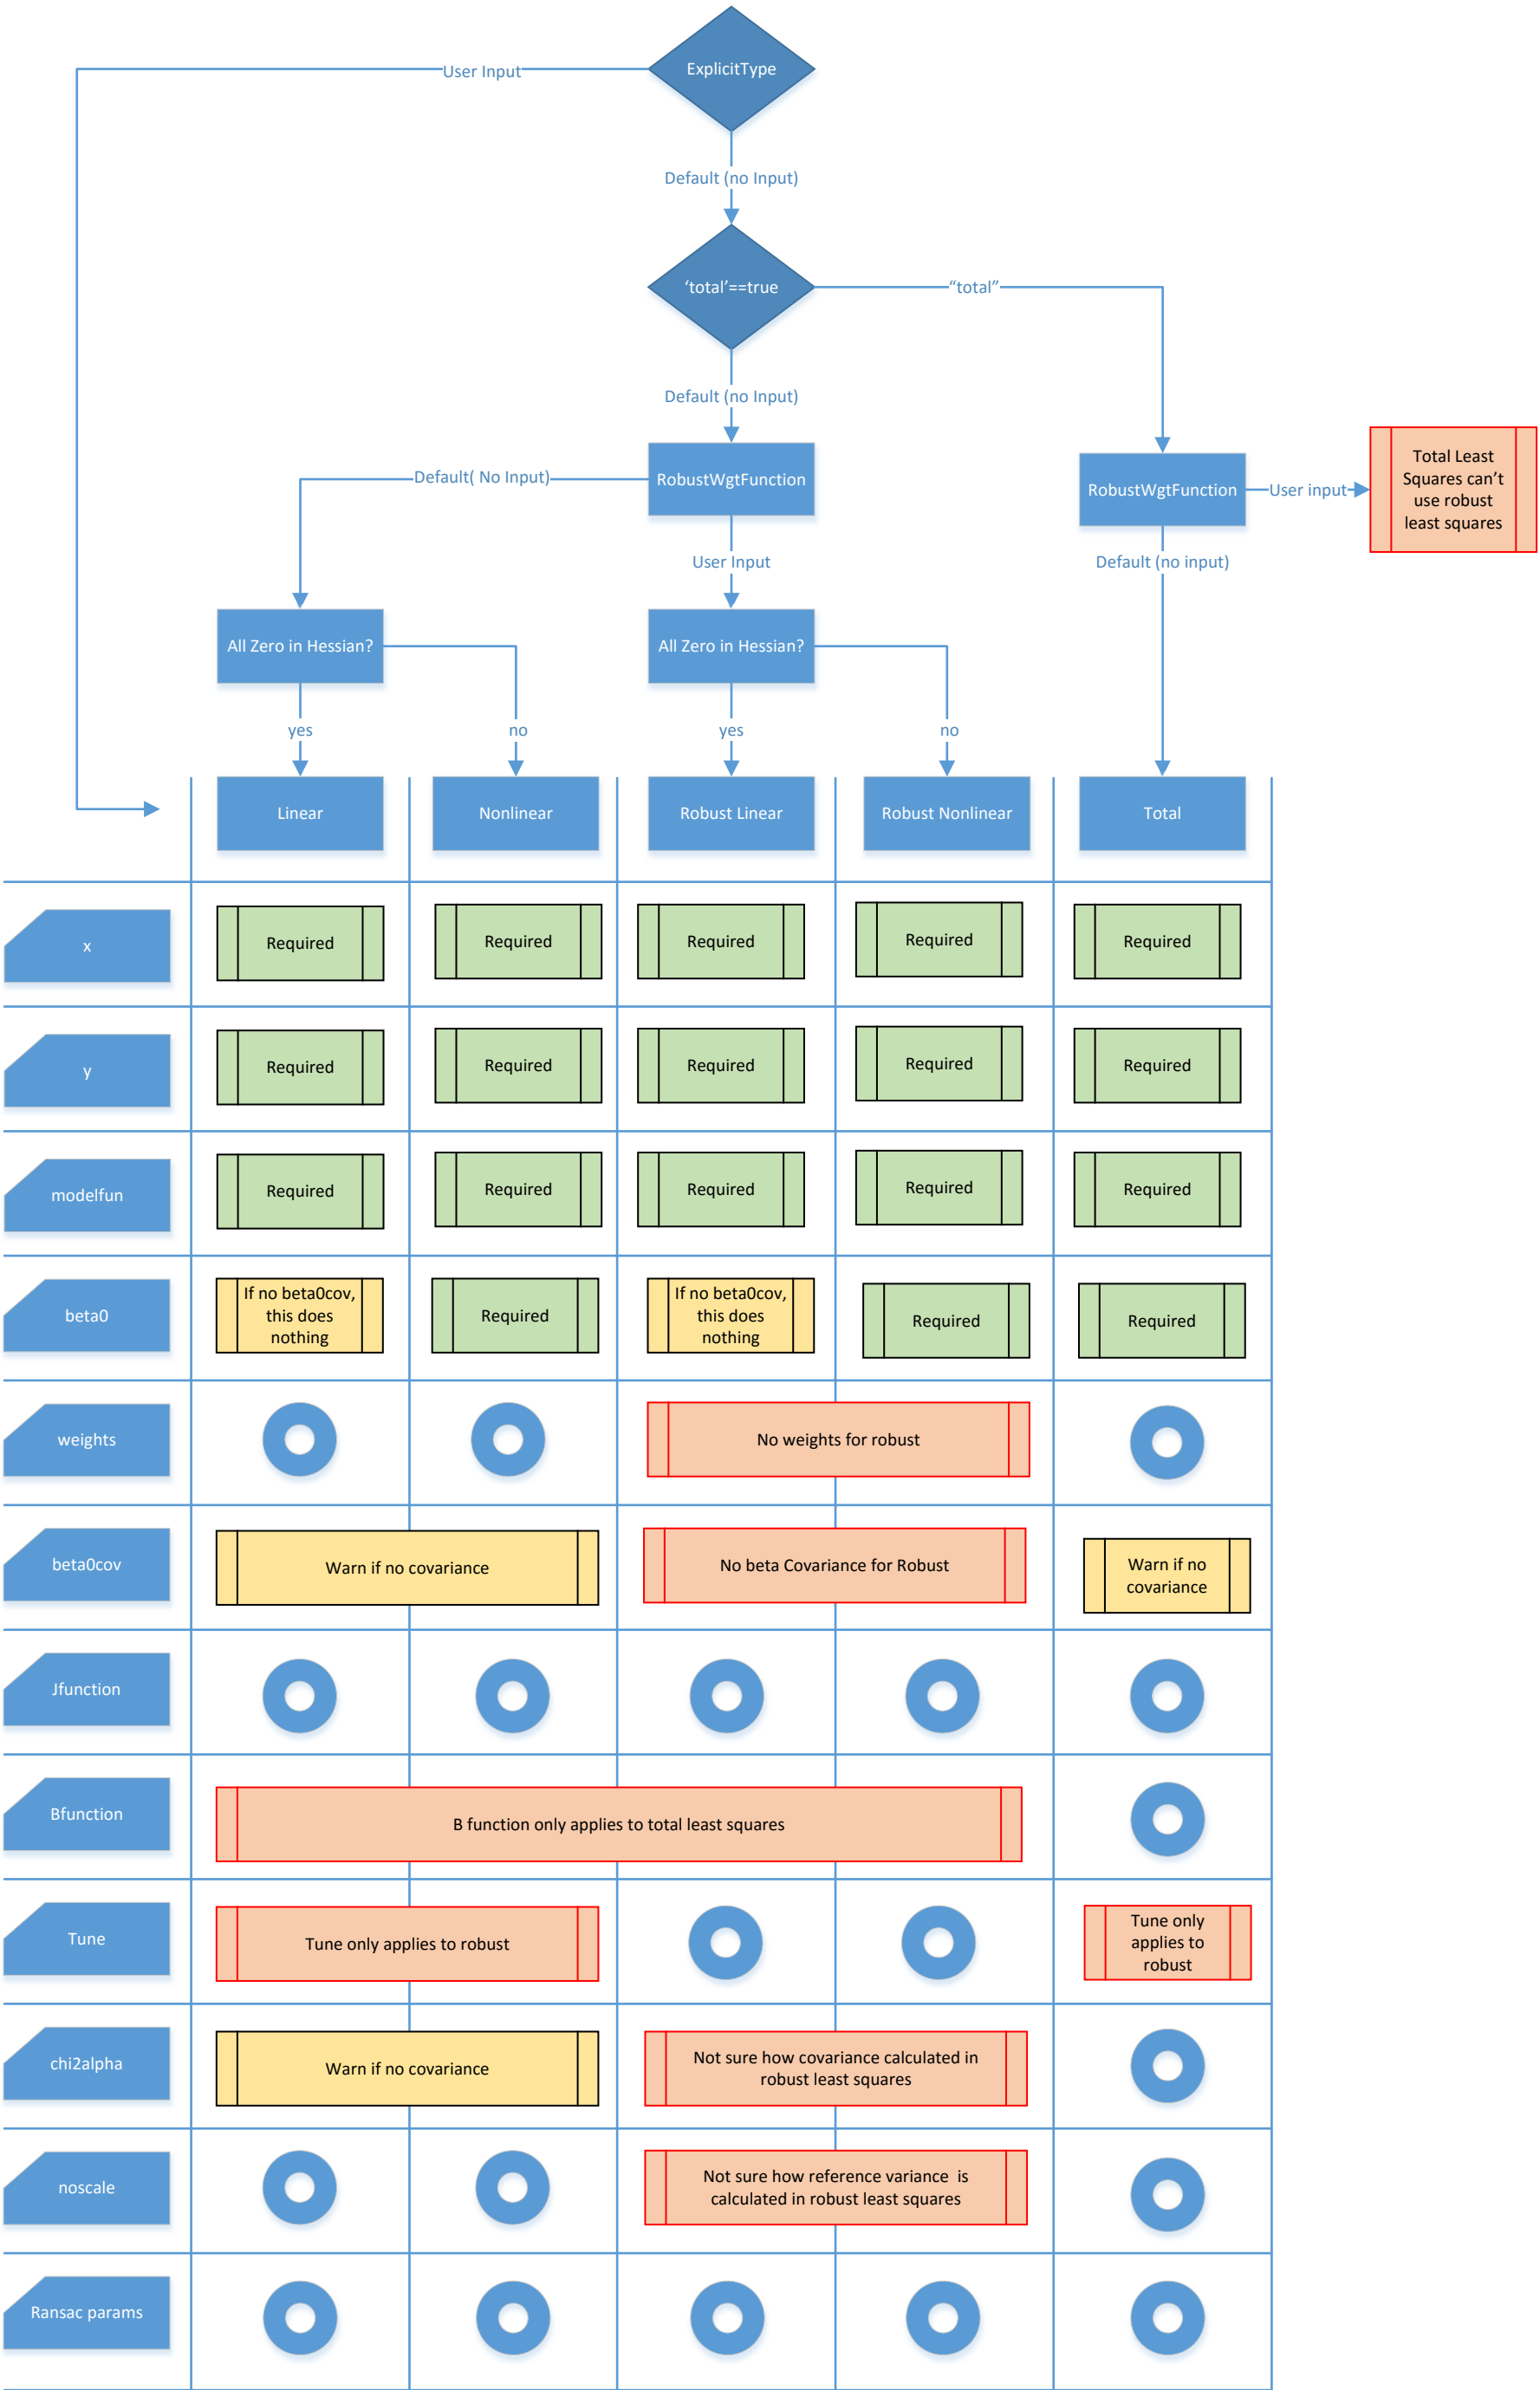 ExplicitType
User Input
Default (no Input)
‘total’==true
“total”
Default (no Input)
RobustWgtFunction
Default( No Input)
RobustWgtFunction
User input
Total Least
Squares can’t
use robust
least squares
User Input
Default (no input)
All Zero in Hessian?
All Zero in Hessian?
yes
no
yes
no
Linear
Nonlinear
Robust Linear
Robust Nonlinear
Total
x
Required
Required
Required
Required
Required
y
Required
Required
Required
Required
Required
modelfun
Required
Required
Required
Required
Required
beta0
If no beta0cov,
this does
nothing
Required
If no beta0cov,
this does
nothing
Required
Required
weights
No weights for robust
beta0cov
Warn if no covariance
No beta Covariance for Robust
Warn if no
covariance
Jfunction
Bfunction
B function only applies to total least squares
Tune
Tune only applies to robust
Tune only
applies to
robust
chi2alpha
Warn if no covariance
Not sure how covariance calculated in
robust least squares
noscale
Not sure how reference variance  is
calculated in robust least squares
Ransac params